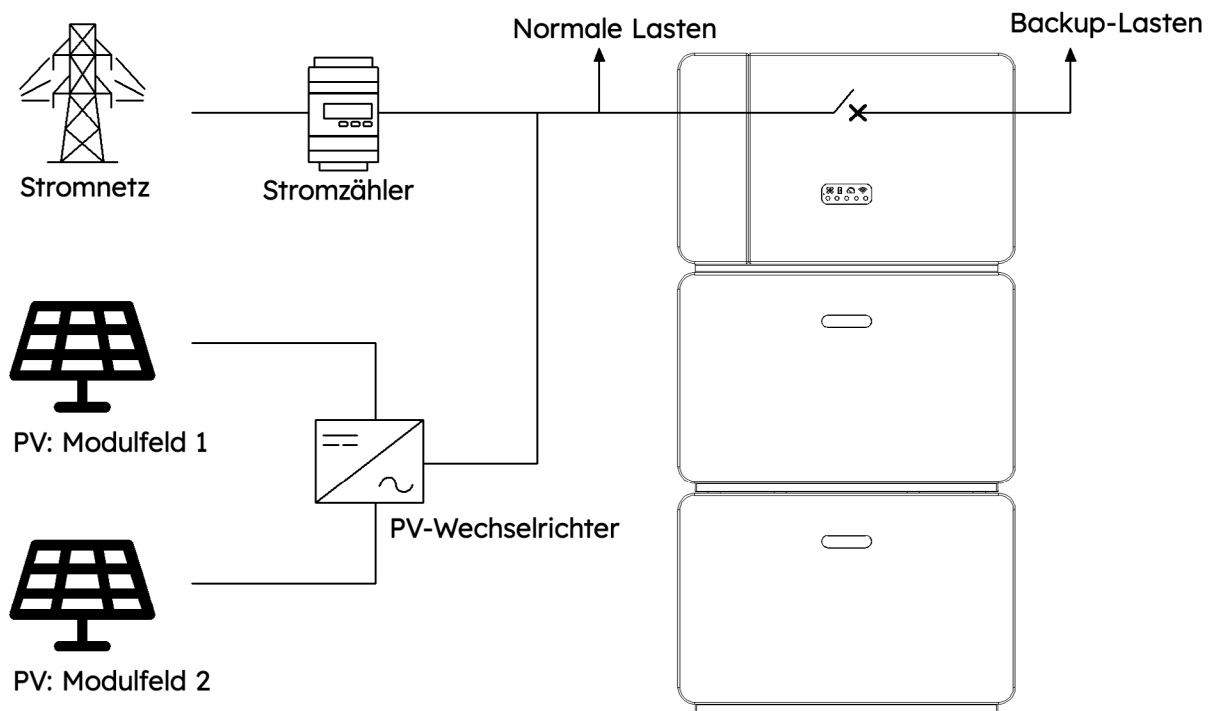 Normale Lasten
Backup-Lasten
Stromnetz
Stromzähler
PV: Modulfeld 1
PV-Wechselrichter
PV: Modulfeld 2